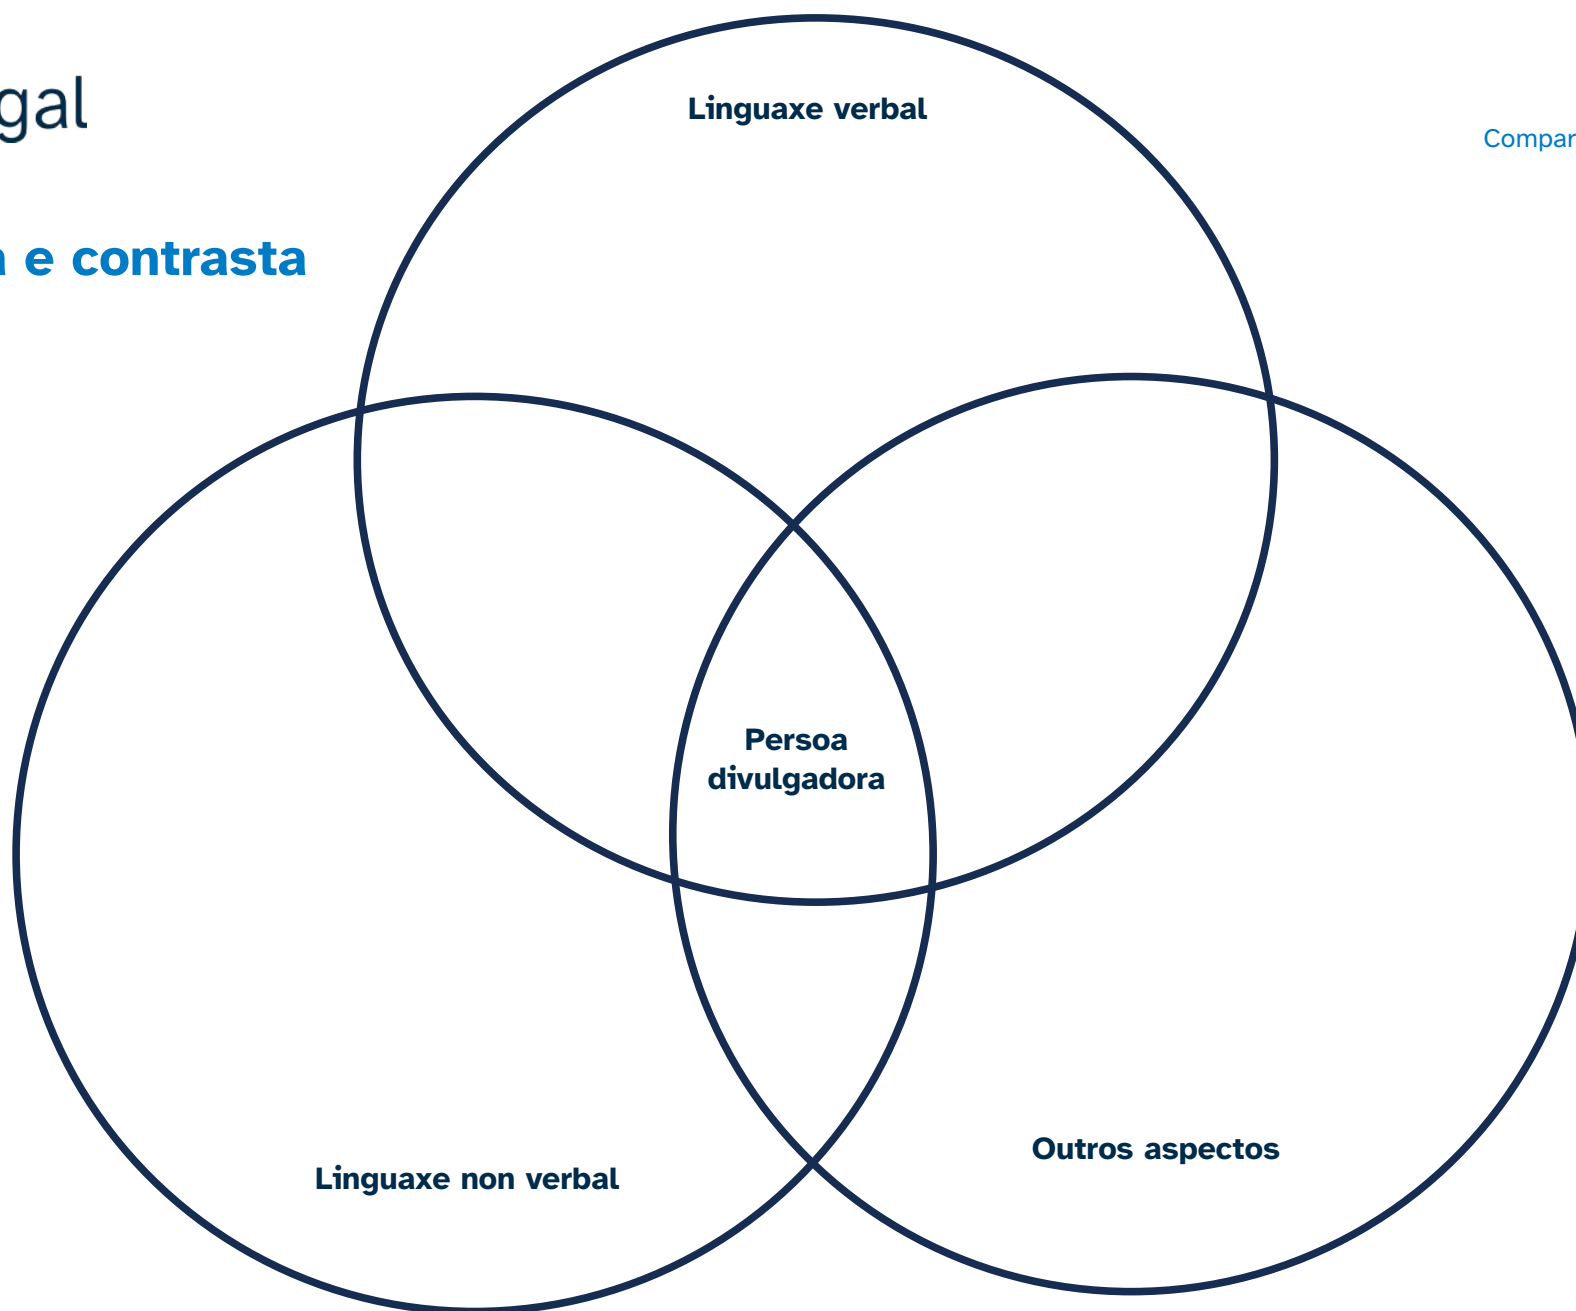 gal
Linguaxe verbal
Compar
a e contrasta
Persoa
divulgadora
Outros aspectos
Linguaxe non verbal